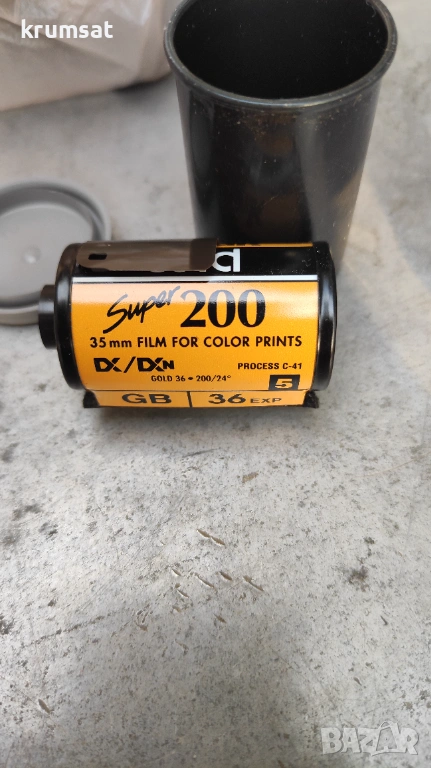 krumsat
d
Super 200
35mm FILM FOR COLOR PRINTS
DX/DXN PROCESS C-41
GOLD 36 • 200/24° 5
GB 36 EXP
BAZAR